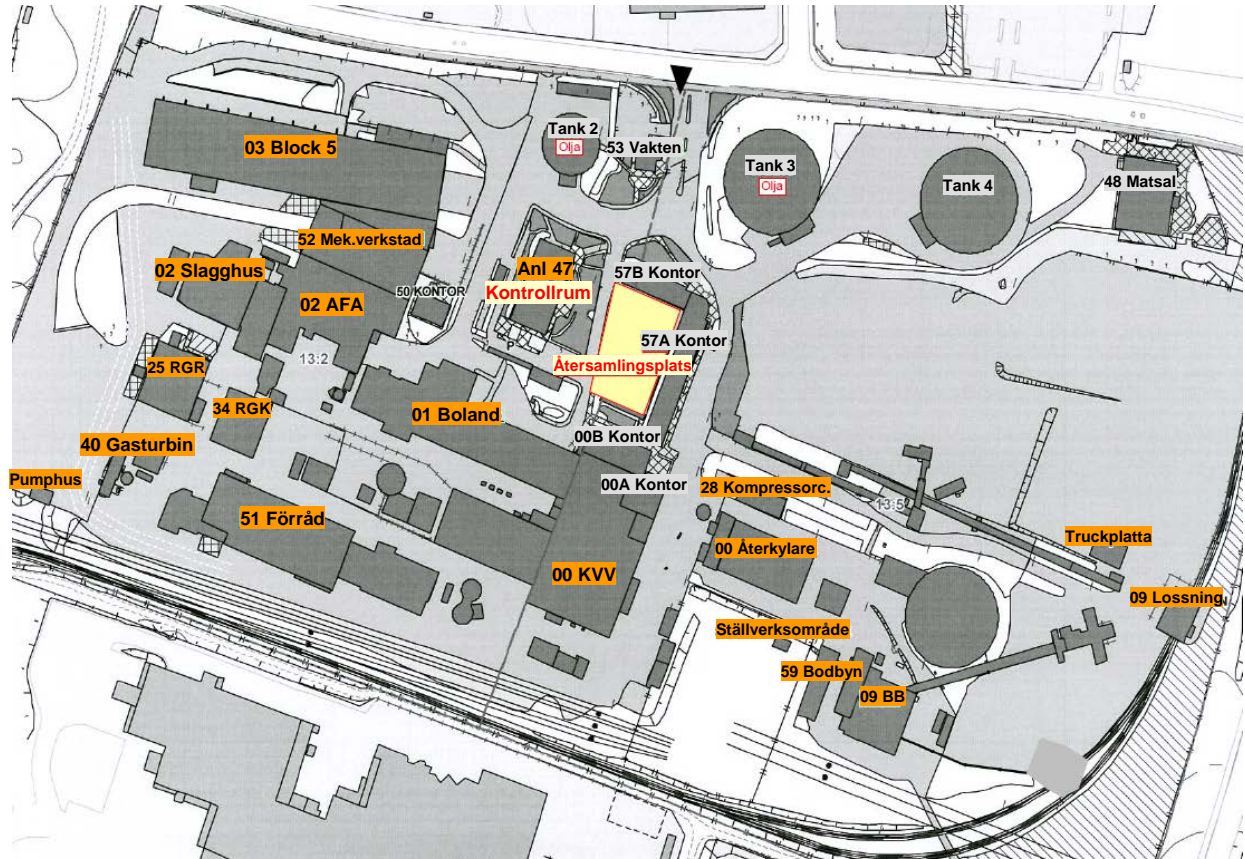 Tank 2
Olja
53 Vakten
03 Block 5
Tank 3
Olja
Tank 4
48 Matsal
52 Mek.verkstad
02 Slagghus
Anl 47
57B Kontor
50 KONTOR
Kontrollrum
02 AFA
57A Kontor
P
13:2
25 RGR
Återsamlingsplats
34 RGK
01 Boland
40 Gasturbin
00B Kontor
Pumphus
00A Kontor
28 Kompressorc.
13:5
51 Förråd
Truckplatta
00 Återkylare
00 KVV
09 Lossning
Ställverksområde
59 Bodbyn
09 BB